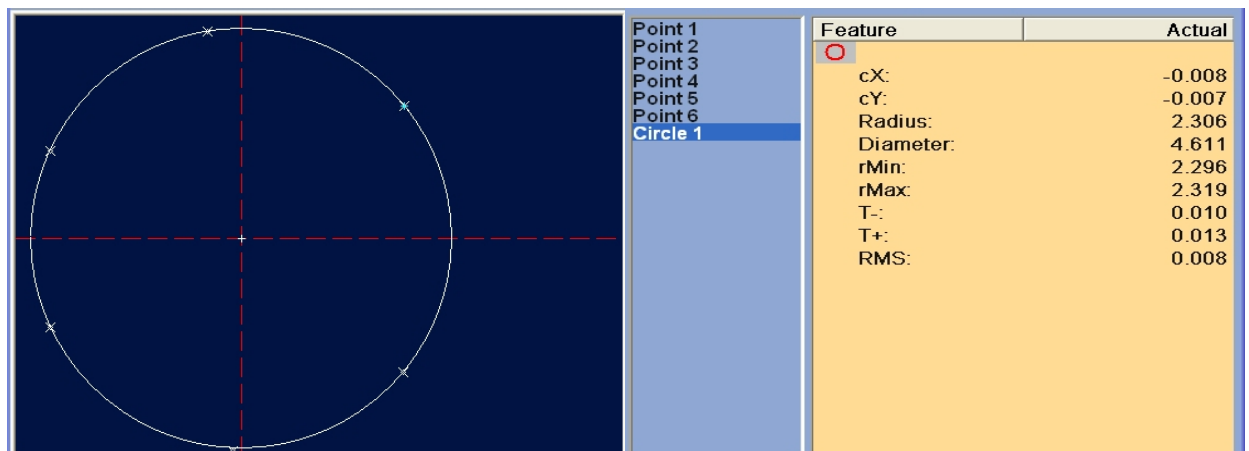 Point 1
Point 2
Point 3
Point 4
Point 5
Point 6
Circle 1
Feature Actual
cX: -0.008
cY: -0.007
Radius: 2.306
Diameter: 4.611
rMin: 2.296
rMax: 2.319
T-: 0.010
T+: 0.013
RMS: 0.008